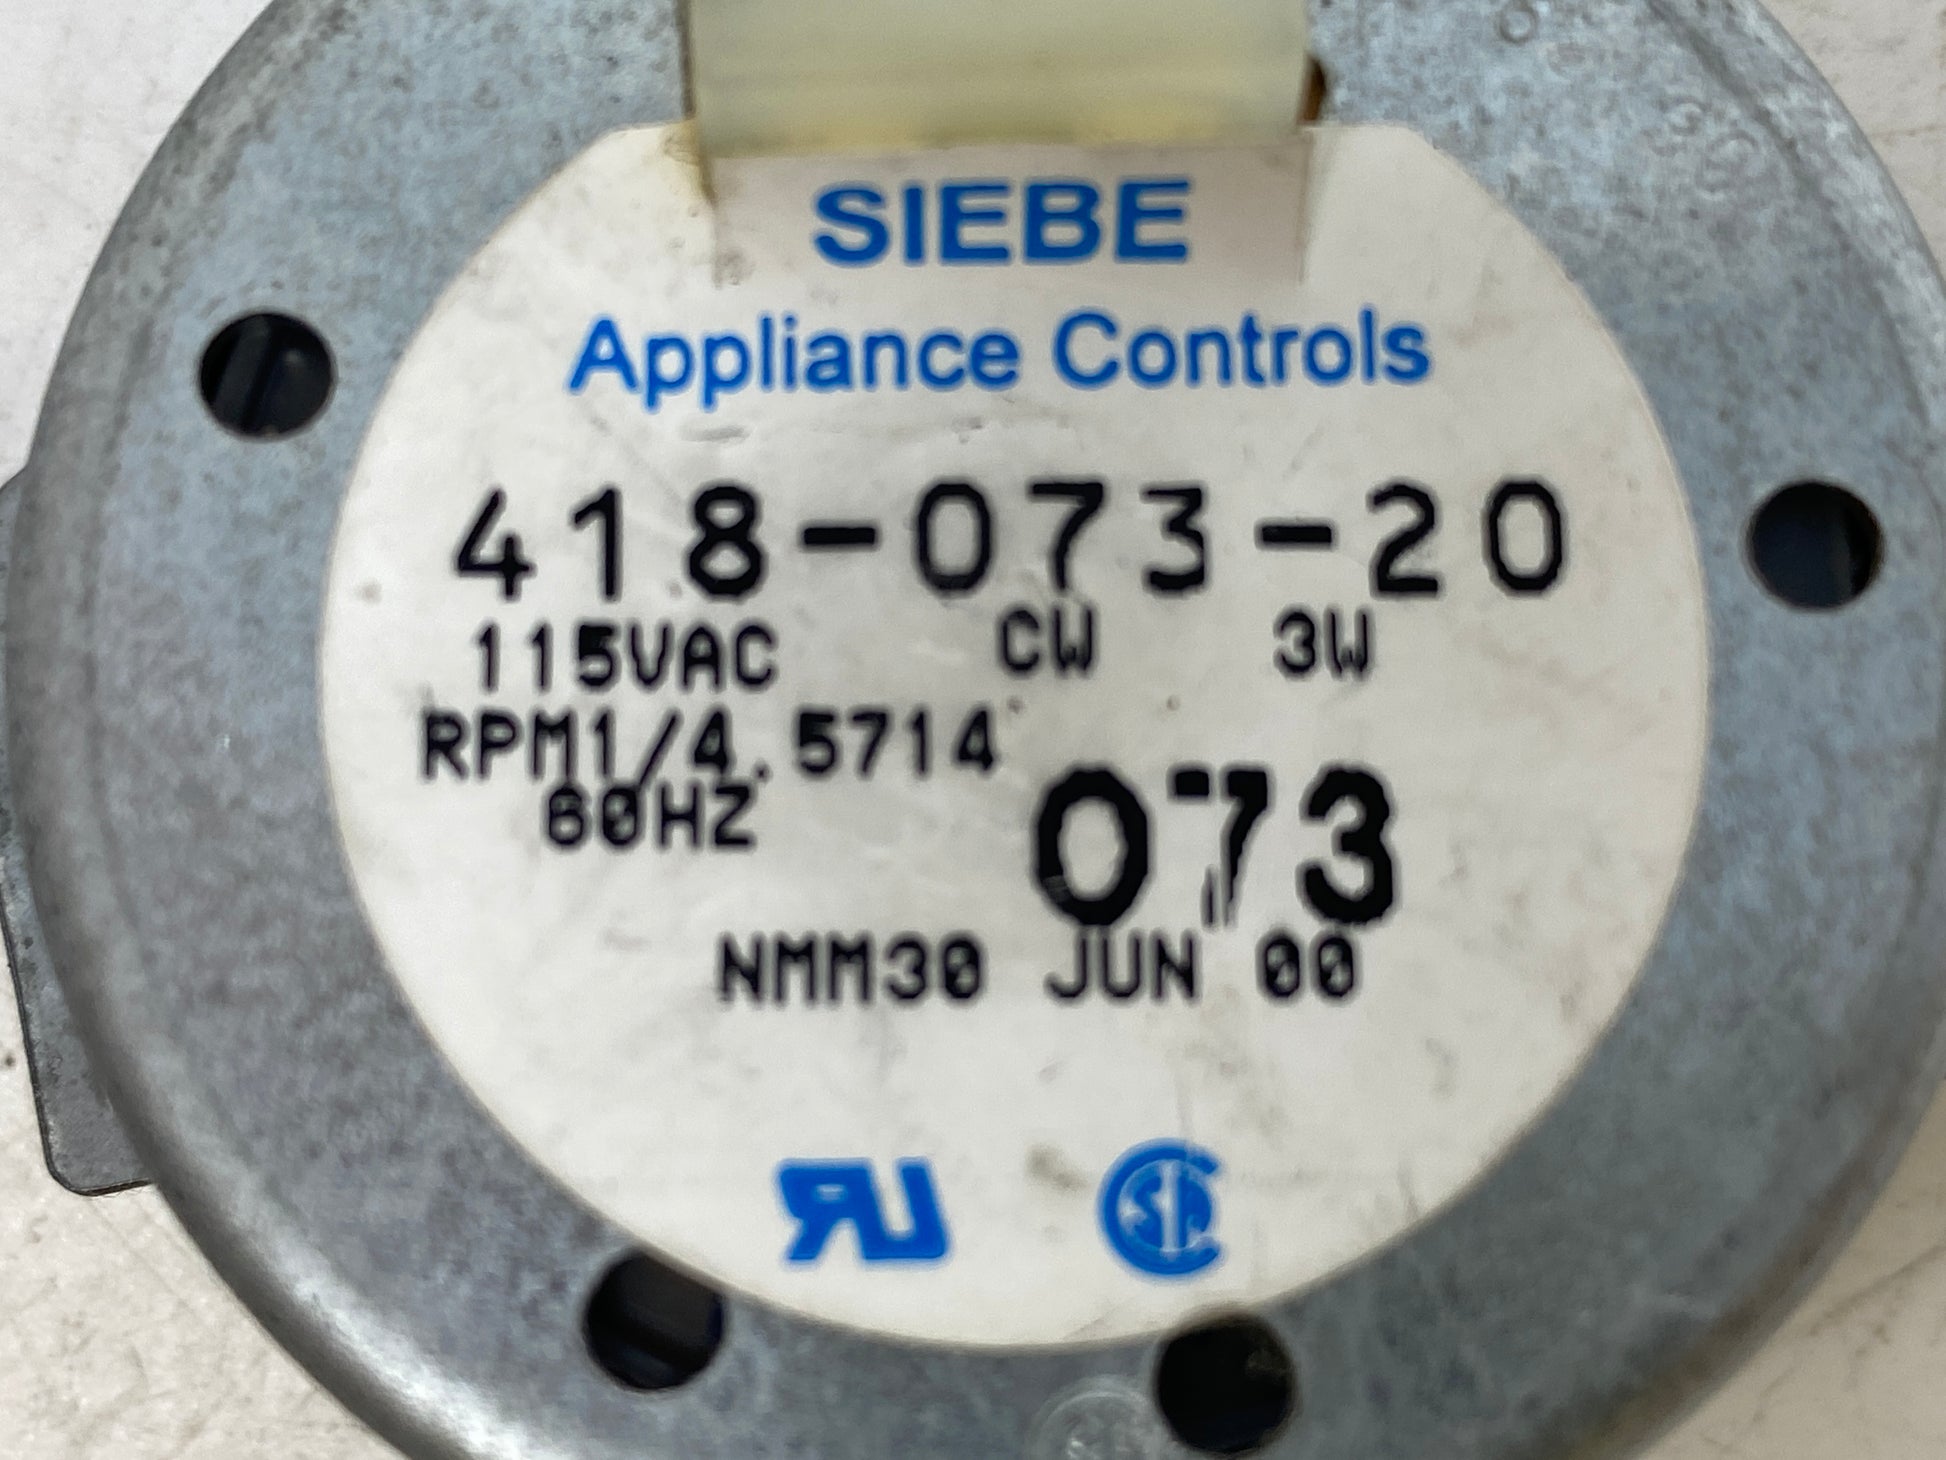 SIEBE
Appliance Controls
418-073-20
115VAC CW 3W
RPM1/4.5714
60HZ
073
NMM30 JUN 00